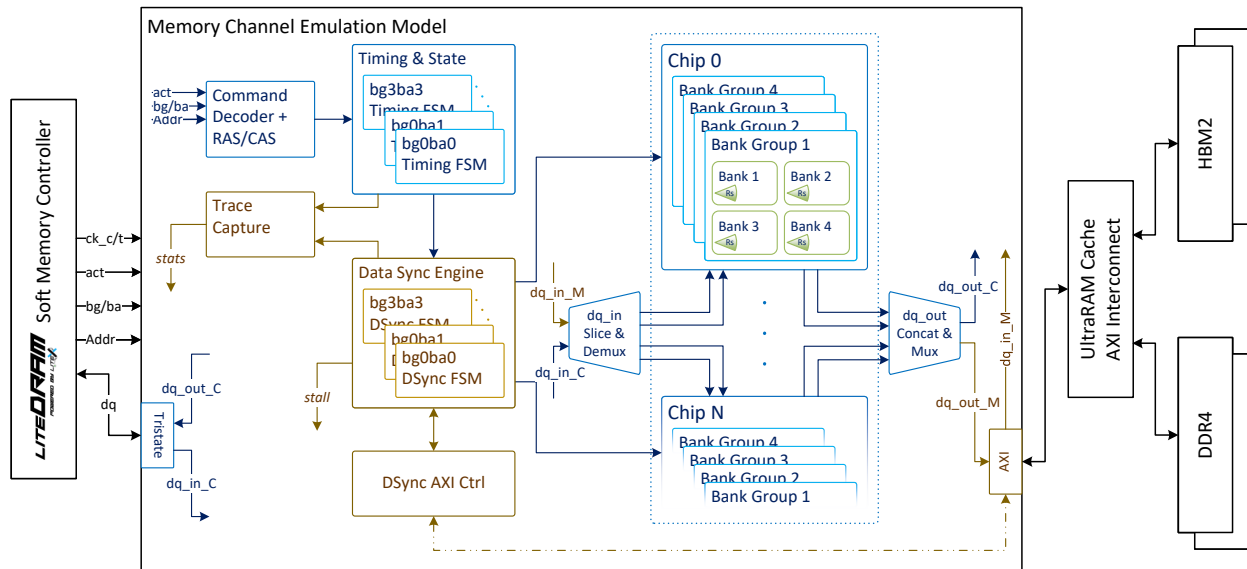 Memory Channel Emulation Model
Soft Memory Controller
LITEDRAM
POWERED BY LITEX
ck_c/t
act
bg/ba
Addr
dq
act
bg/ba
Addr
Command
Decoder +
RAS/CAS
Timing & State
bg3ba3
Timing FSM
bg0ba1
bg0ba0
Timing FSM
Trace
Capture
stats
Data Sync Engine
bg3ba3
DSync FSM
bg0ba1
bg0ba0
DSync FSM
stall
DSync AXI Ctrl
Tristate
dq_out_C
dq_in_C
dq_in_M
dq_in_C
dq_in
Slice &
Demux
Chip 0
Bank Group 4
Bank Group 3
Bank Group 2
Bank Group 1
Bank 1
Rs
Bank 2
Rs
Bank 3
Rs
Bank 4
Rs
Chip N
Bank Group 4
Bank Group 3
Bank Group 2
Bank Group 1
dq_out
Concat
& Mux
dq_out_C
dq_in_M
dq_out_M
AXI
UltraRAM Cache
AXI Interconnect
HBM2
DDR4